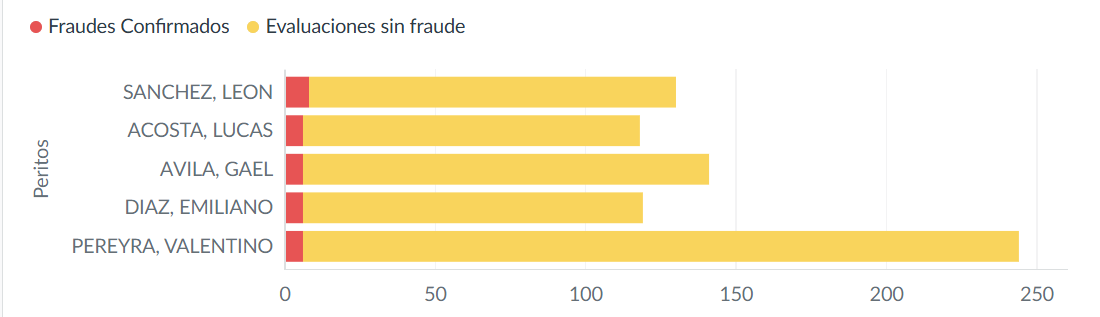 Fraudes Confirmados Evaluaciones sin fraude
Peritos
SANCHEZ, LEON
ACOSTA, LUCAS
AVILA, GAEL
DIAZ, EMILIANO
PEREYRA, VALENTINO
0 50 100 150 200 250